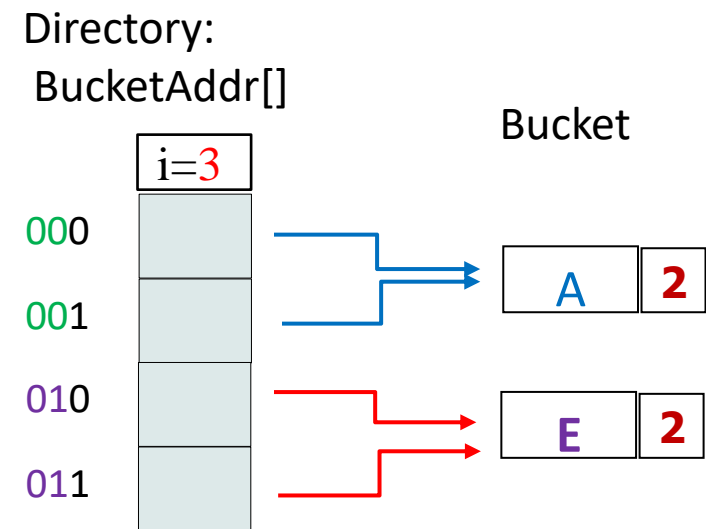 Directory:
BucketAddr[]
Bucket
i=3
000
A 2
001
010
E 2
011